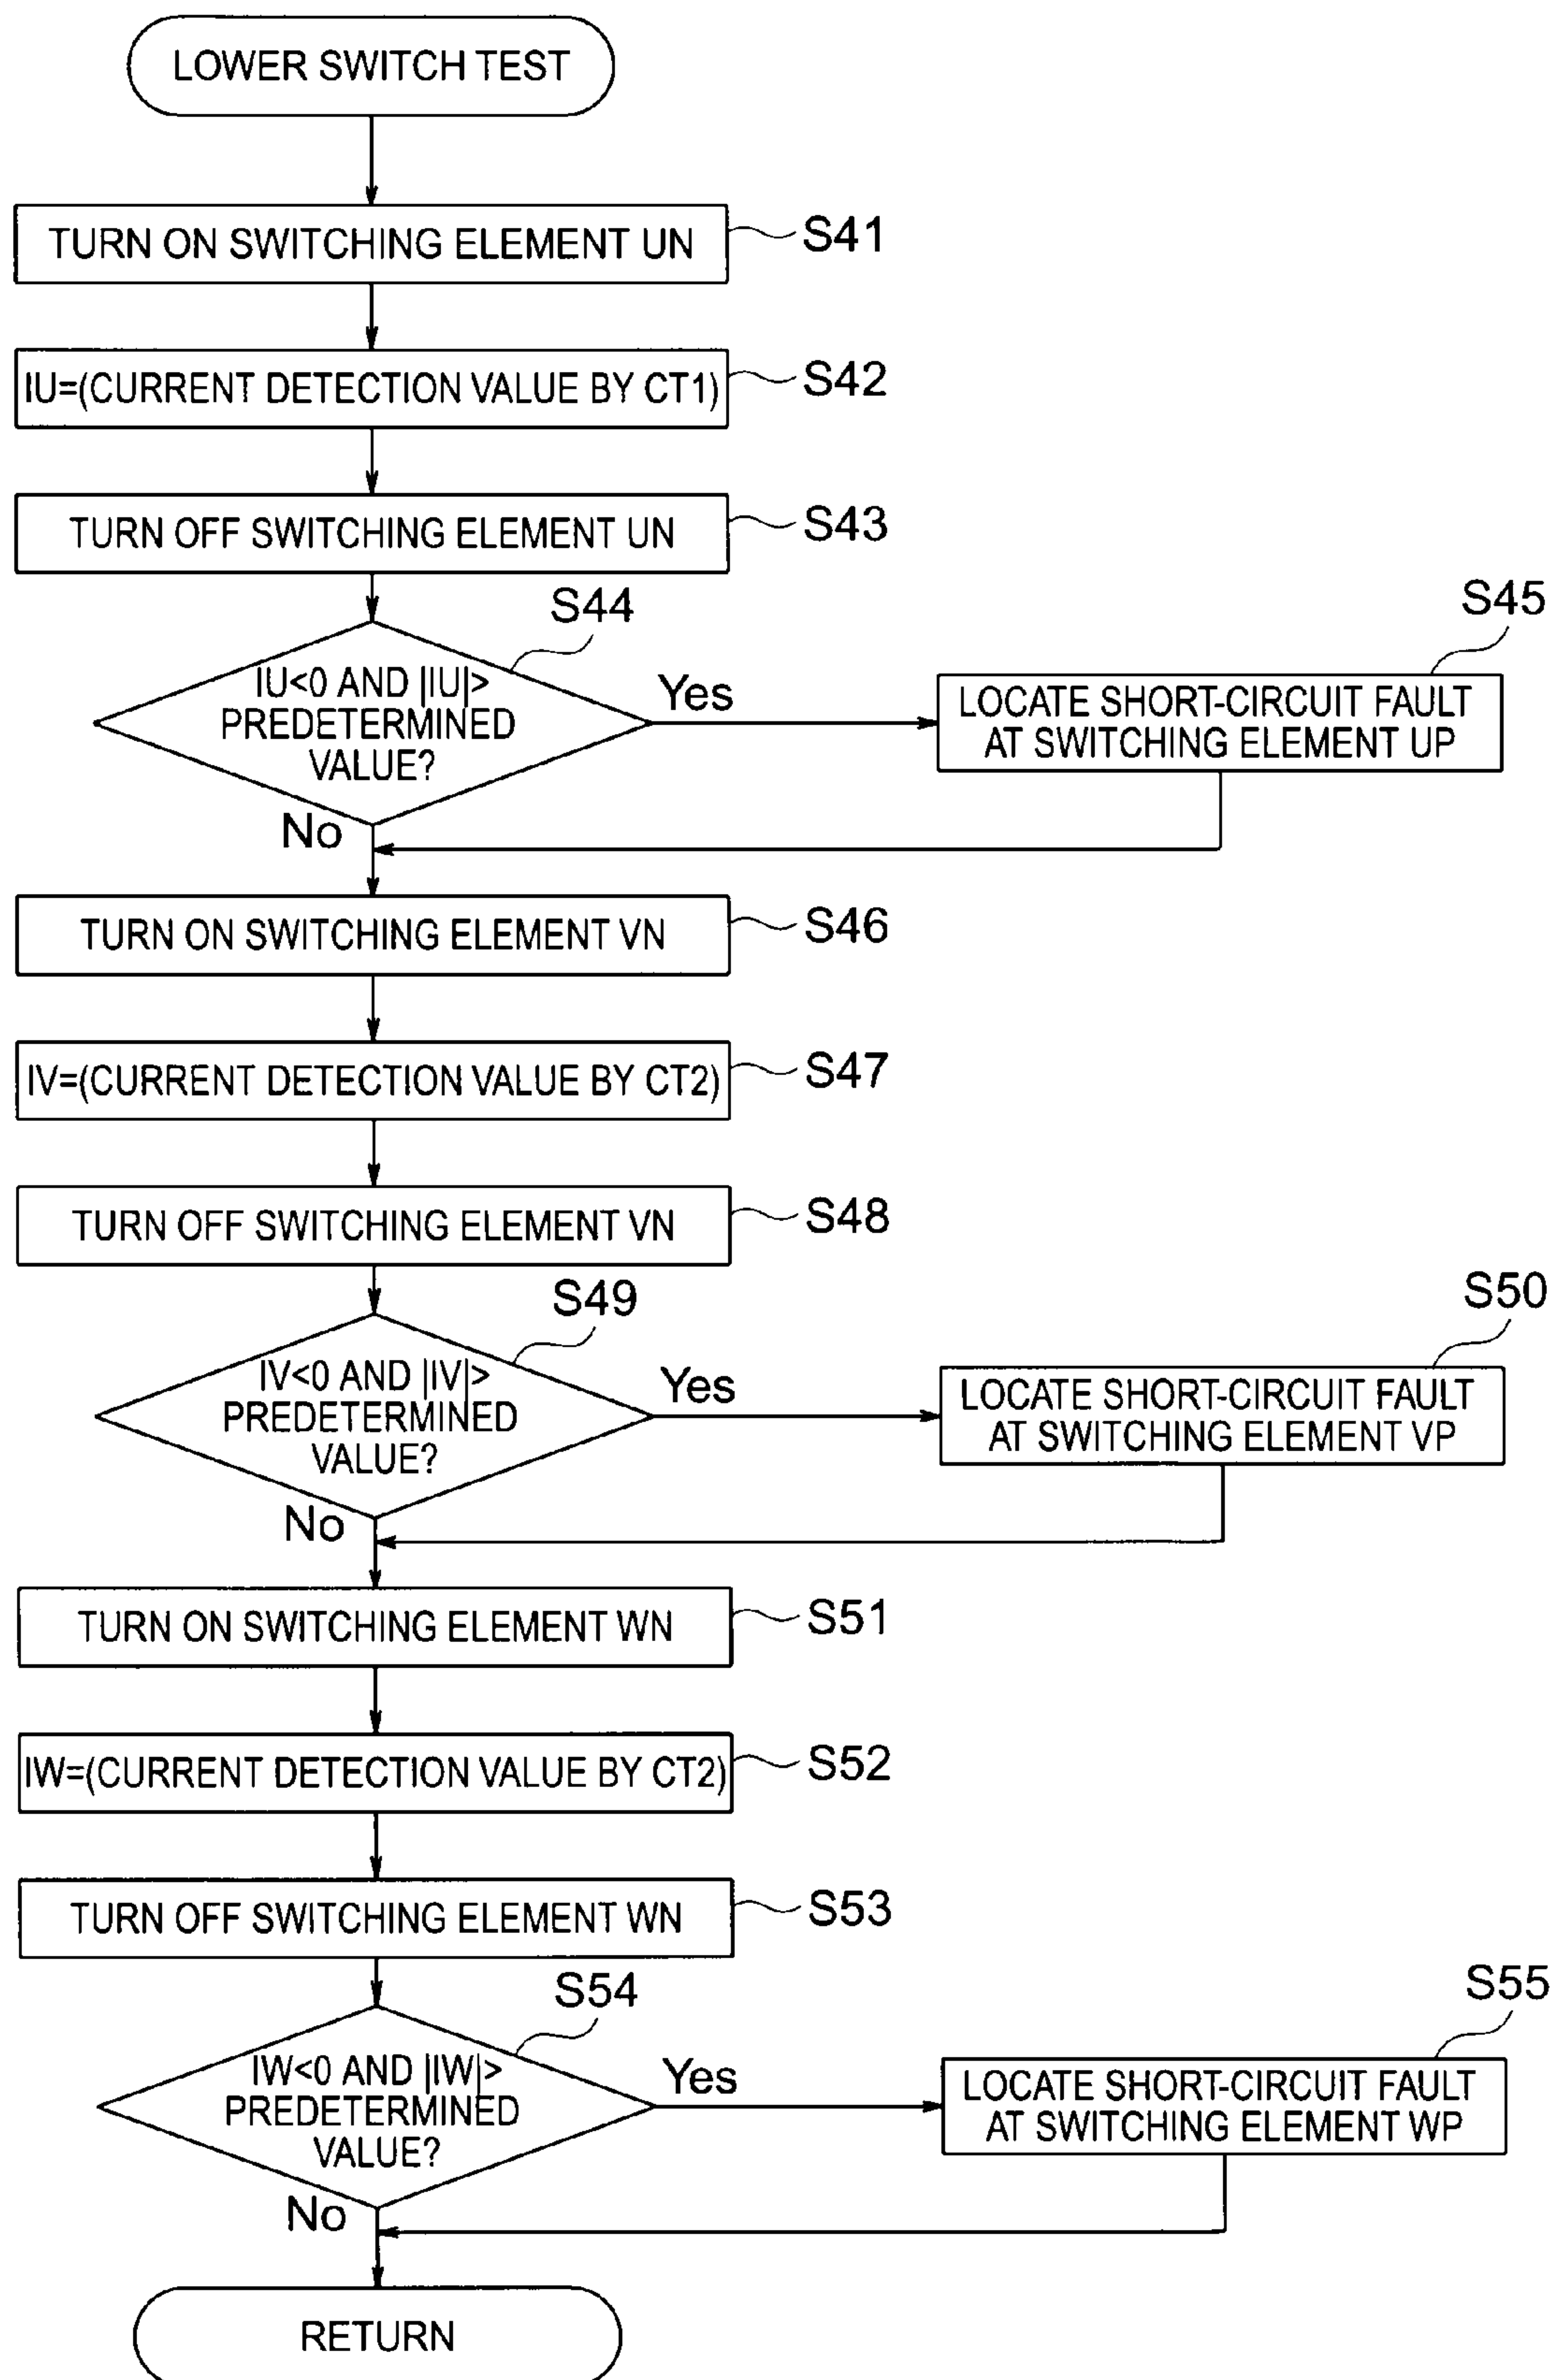 LOWER SWITCH TEST
TURN ON SWITCHING ELEMENT UN
S41
IU=(CURRENT DETECTION VALUE BY CT1)
S42
TURN OFF SWITCHING ELEMENT UN
S43
S44
IU<0 AND |IU|>
PREDETERMINED
VALUE?
Yes
No
S45
LOCATE SHORT-CIRCUIT FAULT
AT SWITCHING ELEMENT UP
TURN ON SWITCHING ELEMENT VN
S46
IV=(CURRENT DETECTION VALUE BY CT2)
S47
TURN OFF SWITCHING ELEMENT VN
S48
S49
IV<0 AND |IV|>
PREDETERMINED
VALUE?
Yes
No
S50
LOCATE SHORT-CIRCUIT FAULT
AT SWITCHING ELEMENT VP
TURN ON SWITCHING ELEMENT WN
S51
IW=(CURRENT DETECTION VALUE BY CT2)
S52
TURN OFF SWITCHING ELEMENT WN
S53
S54
IW<0 AND |IW|>
PREDETERMINED
VALUE?
Yes
No
S55
LOCATE SHORT-CIRCUIT FAULT
AT SWITCHING ELEMENT WP
RETURN